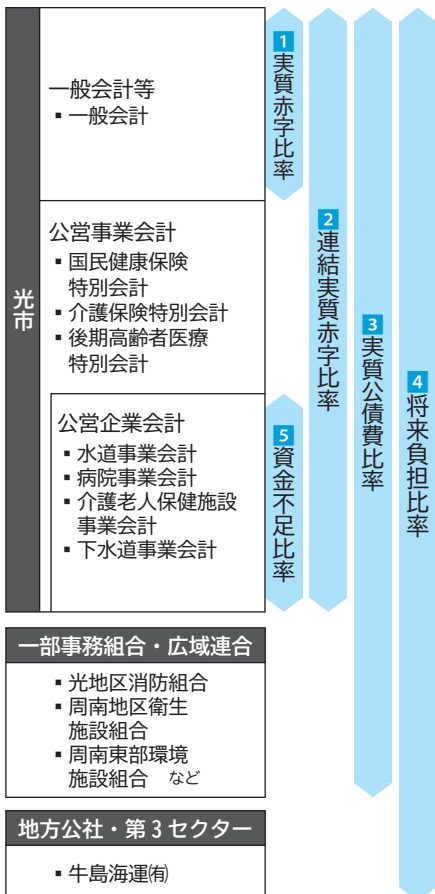 光市
一般会計等
▪ 一般会計
公営事業会計
▪ 国民健康保険
特別会計
▪ 介護保険特別会計
▪ 後期高齢者医療
特別会計
公営企業会計
▪ 水道事業会計
▪ 病院事業会計
▪ 介護老人保健施設
事業会計
▪ 下水道事業会計
一部事務組合・広域連合
▪ 光地区消防組合
▪ 周南地区衛生
施設組合
▪ 周南東部環境
施設組合 など
地方公社・第3セクター
▪ 牛島海運㈲
1 実質赤字比率
2 連結実質赤字比率
3 実質公債費比率
4 将来負担比率
5 資金不足比率